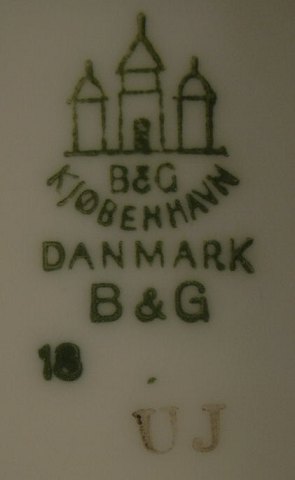 B&G
KJØBENHAVN
DANMARK
B & G
18
UJ